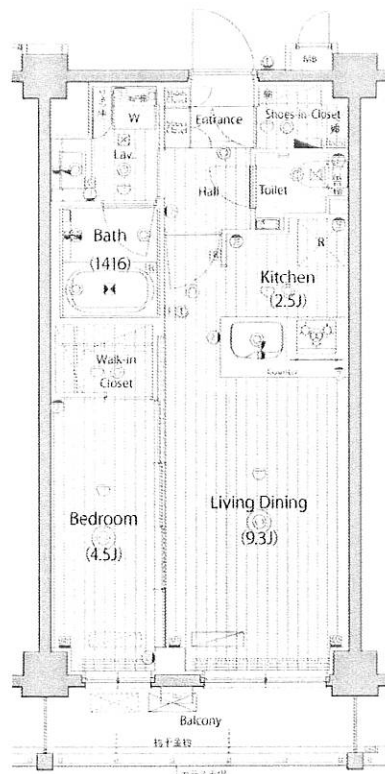 MB
W
Entrance
Shoes-in-Closet
Lav.
Hall
Toilet
Bath
(1416)
R
Kitchen
(2.5J)
Walk-in
Closet
Living Dining
(9.3J)
Bedroom
(4.5J)
Balcony